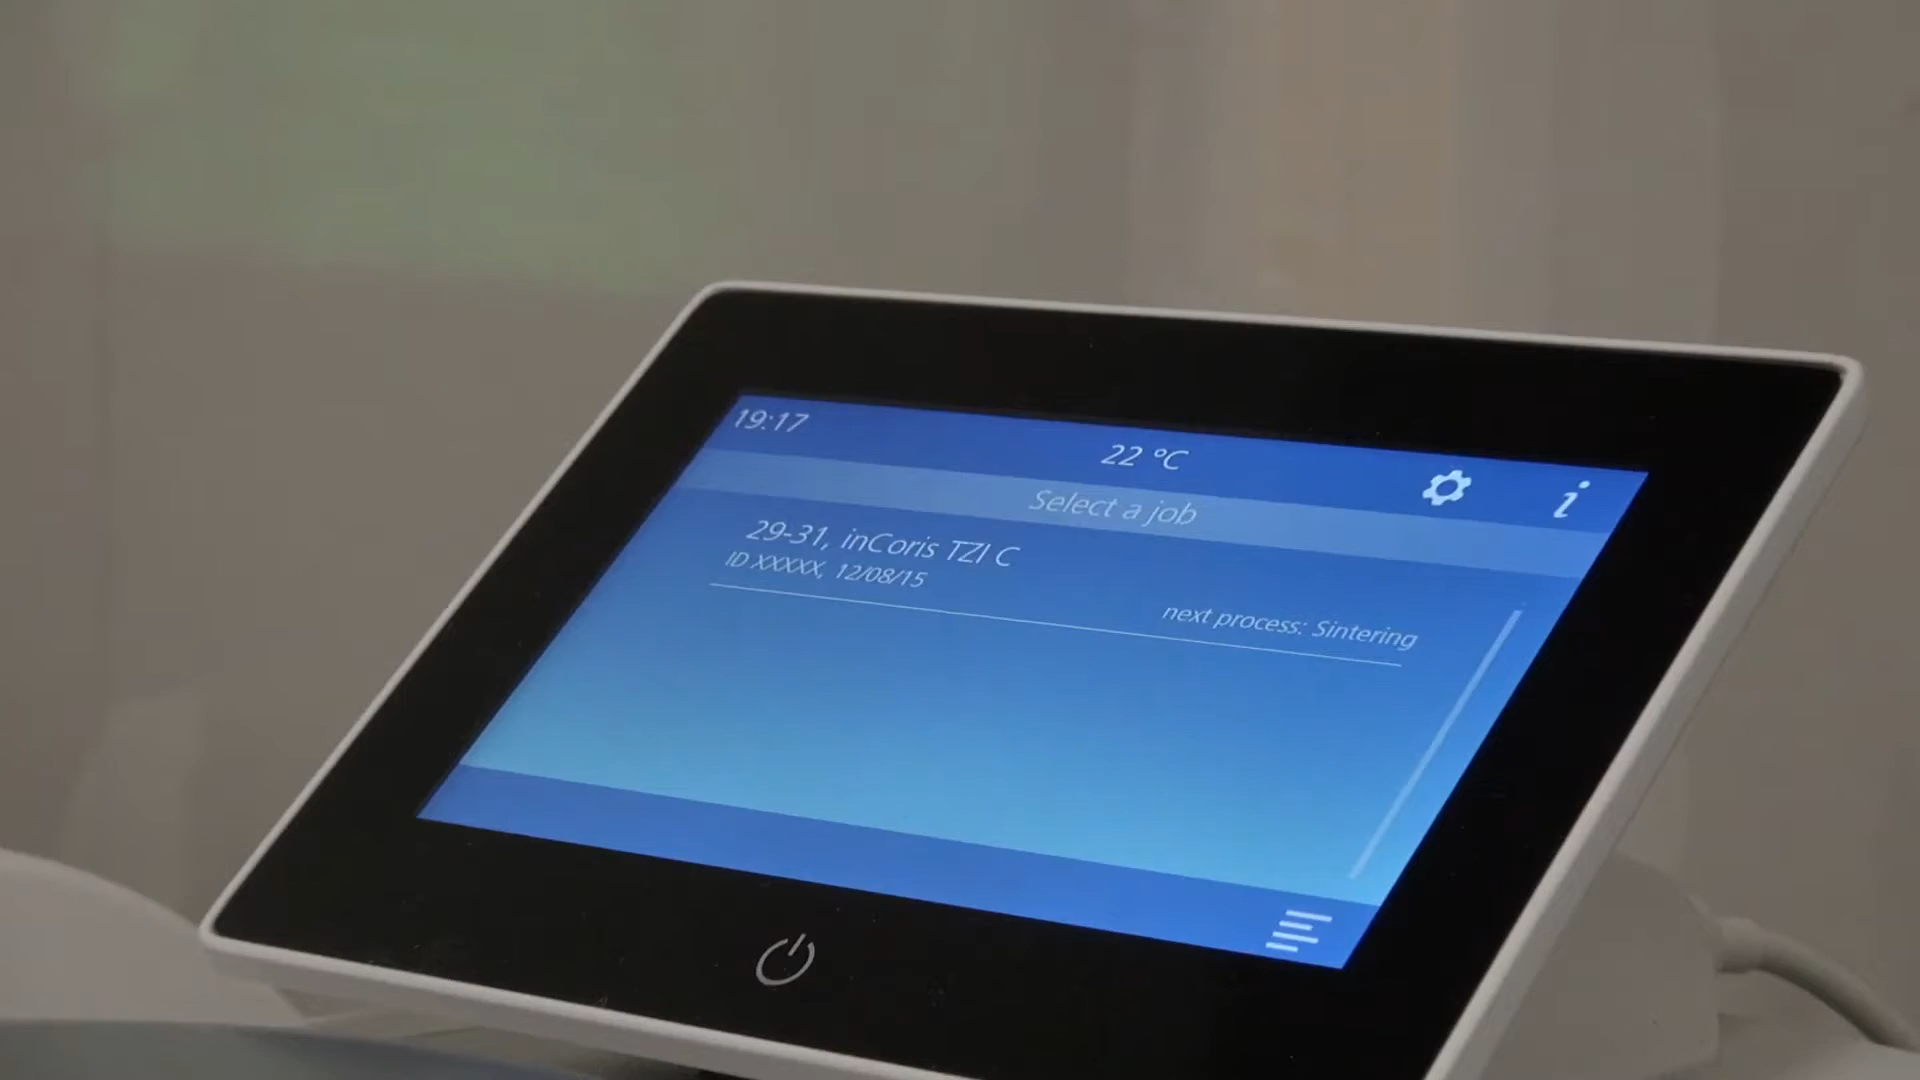 19:17
22 °C
Select a job
29-31, inCoris TZI C
ID XXXXX, 12/08/15
next process: Sintering